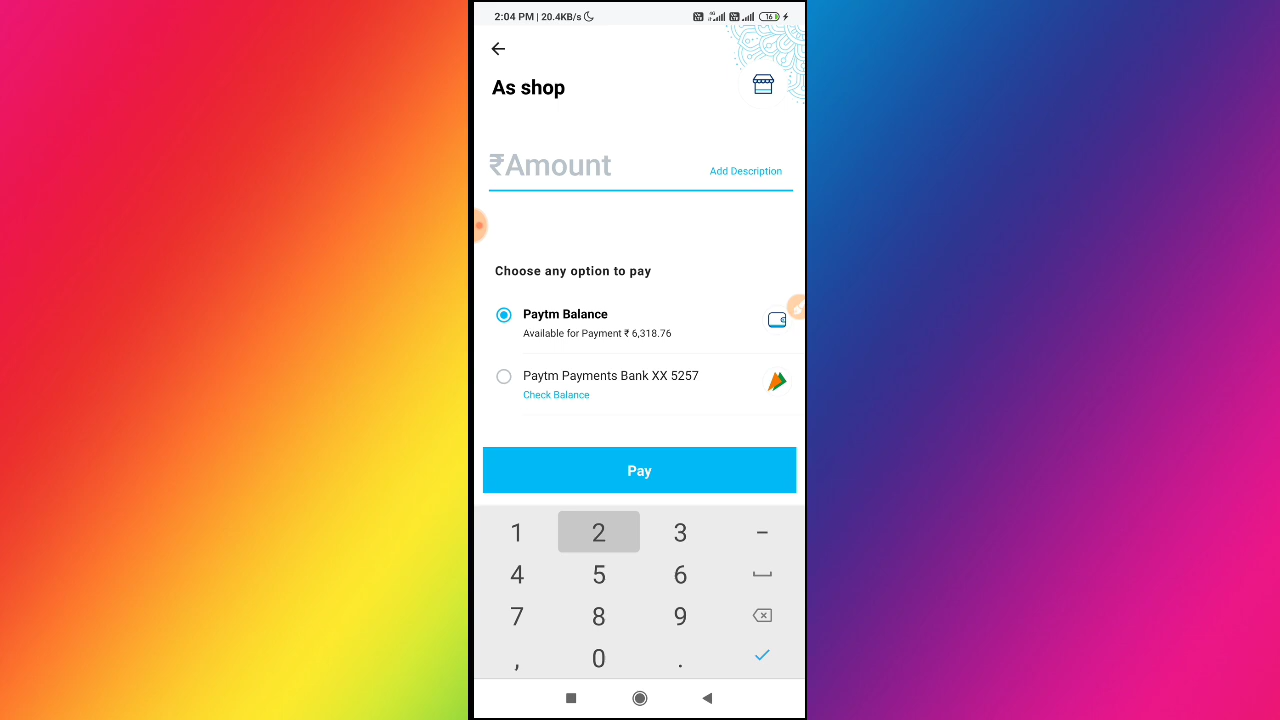 2:04 PM | 20.4KB/s
16
As shop
₹Amount
Add Description
Choose any option to pay
Paytm Balance
Available for Payment ₹ 6,318.76
Paytm Payments Bank XX 5257
Check Balance
Pay
1 2 3 –
4 5 6
7 8 9
, 0 .